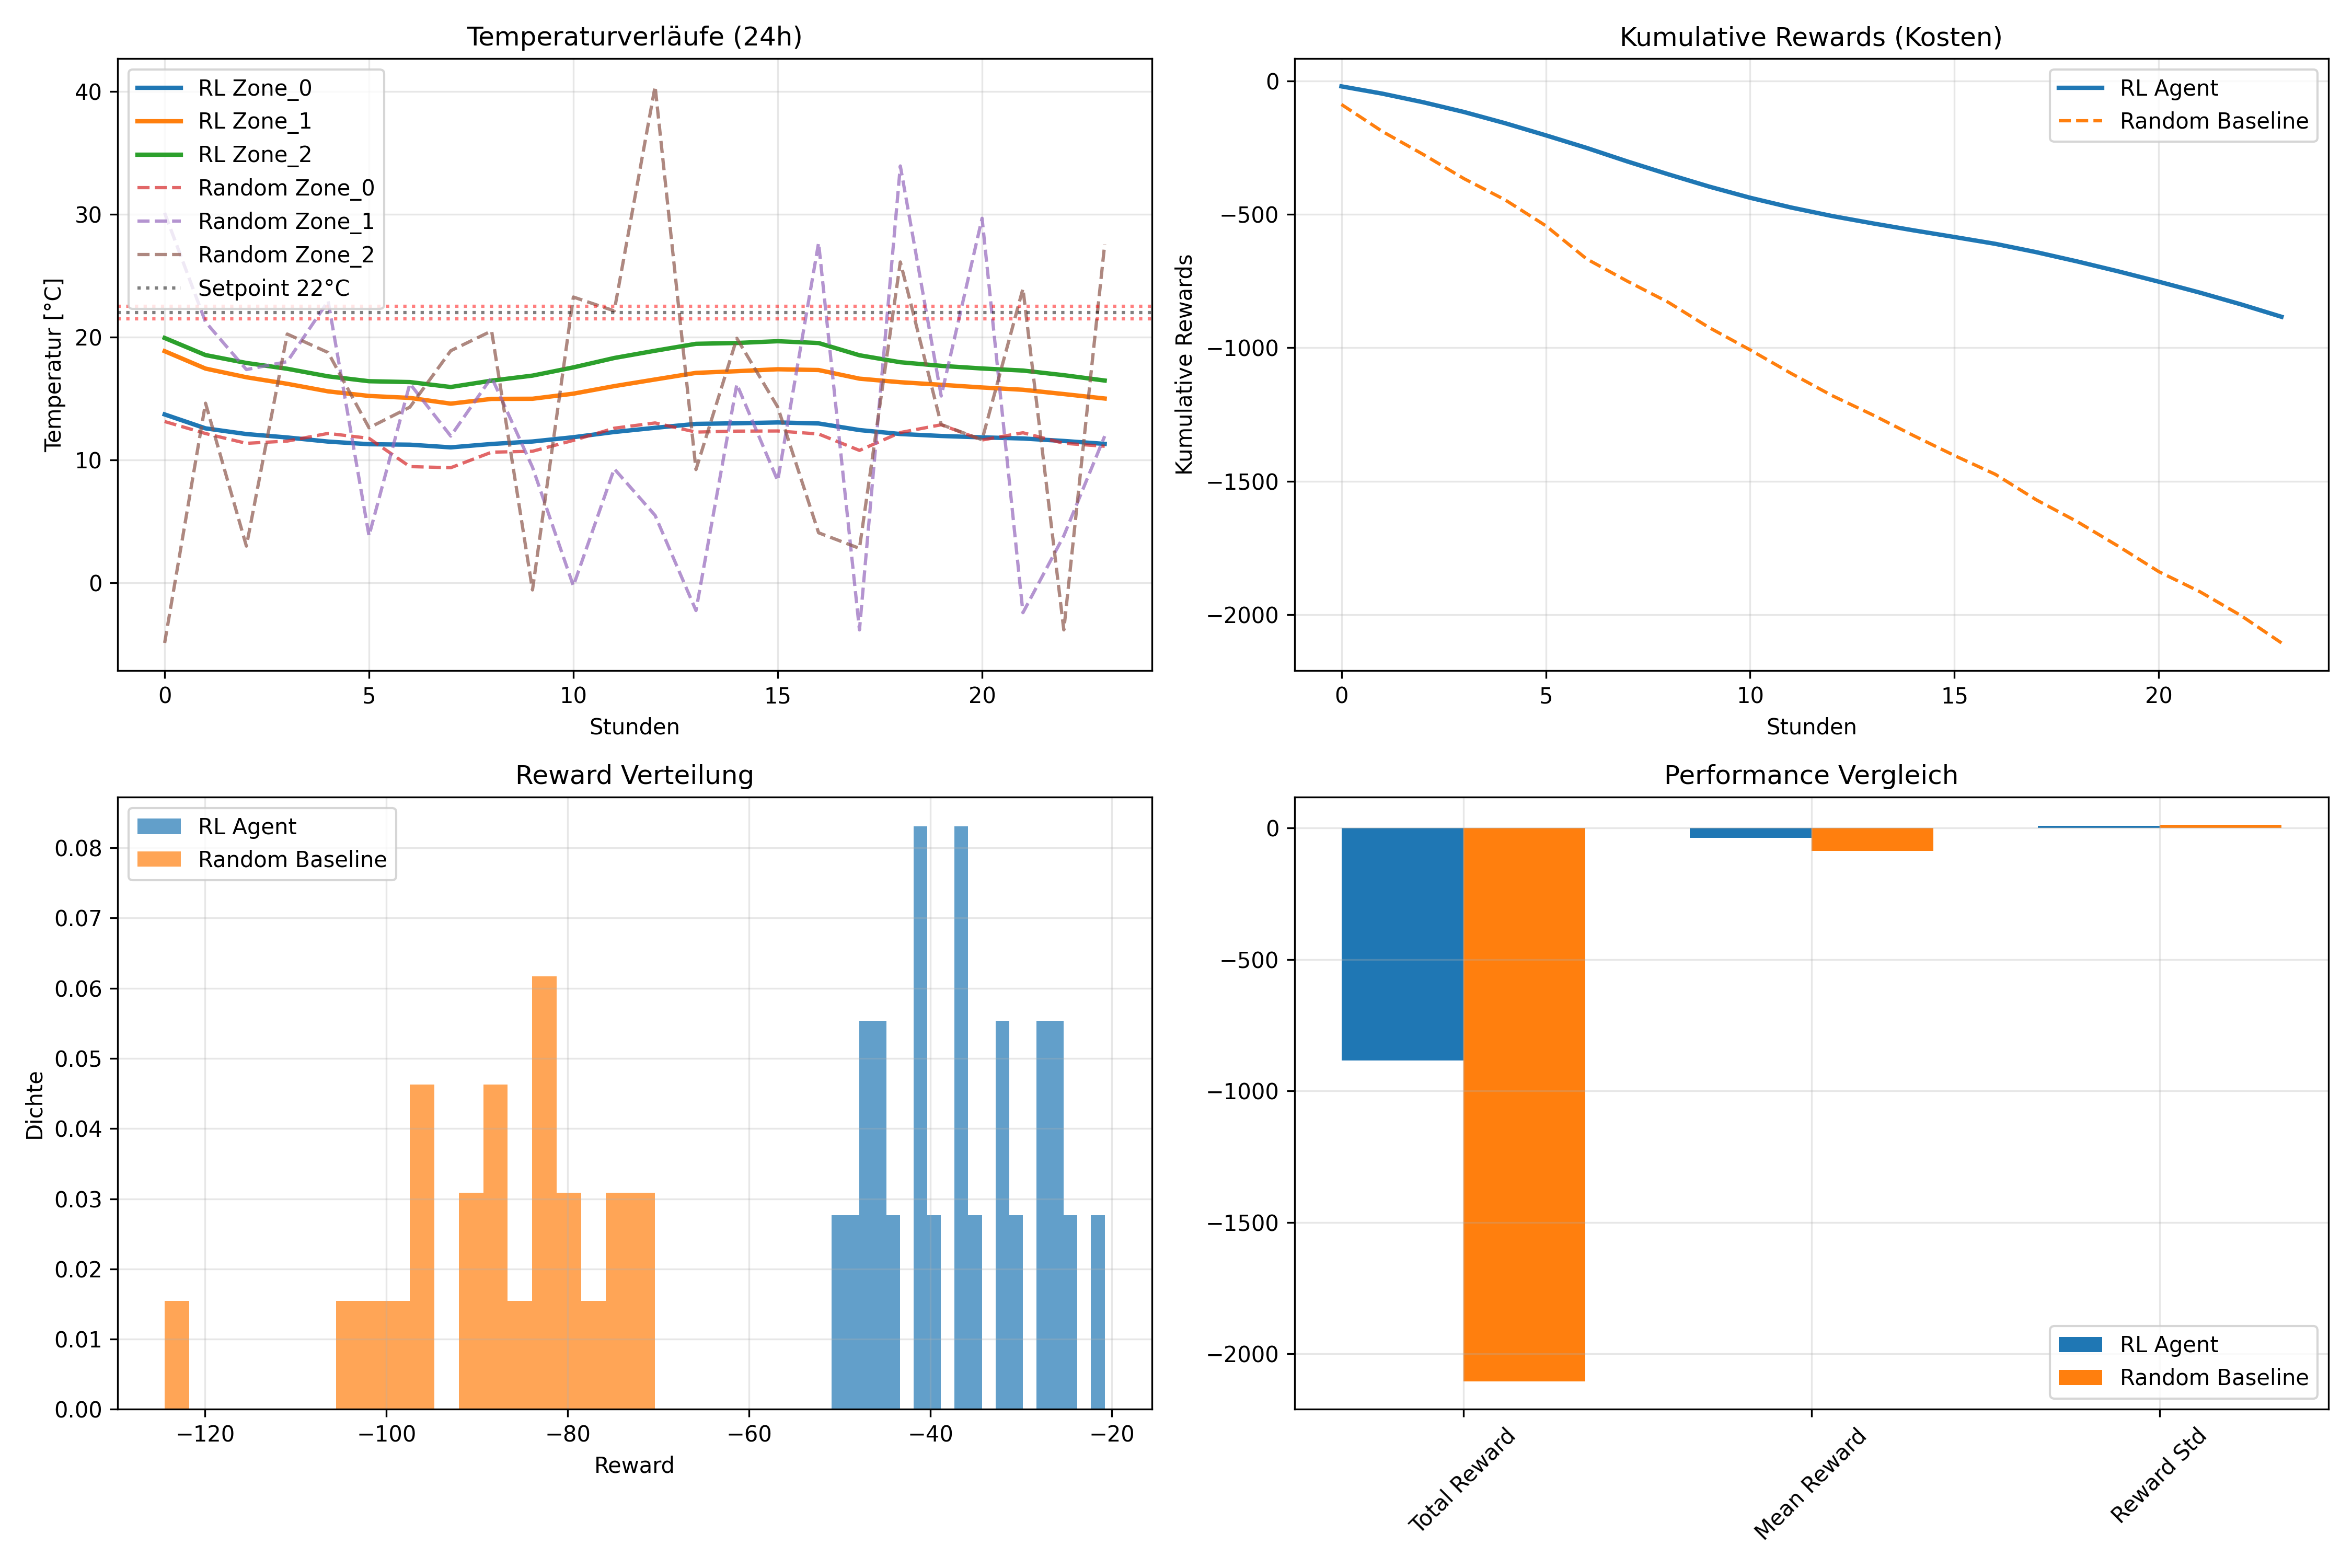 Temperaturverläufe (24h)
Temperatur [°C]
40
30
20
10
0
RL Zone_0
RL Zone_1
RL Zone_2
Random Zone_0
Random Zone_1
Random Zone_2
Setpoint 22°C
0
5
10
15
20
Stunden
Kumulative Rewards (Kosten)
Kumulative Rewards
0
−500
−1000
−1500
−2000
RL Agent
Random Baseline
0
5
10
15
20
Stunden
Reward Verteilung
Dichte
0.08
0.07
0.06
0.05
0.04
0.03
0.02
0.01
0.00
RL Agent
Random Baseline
−120
−100
−80
−60
−40
−20
Reward
Performance Vergleich
0
−500
−1000
−1500
−2000
RL Agent
Random Baseline
Total Reward
Mean Reward
Reward Std